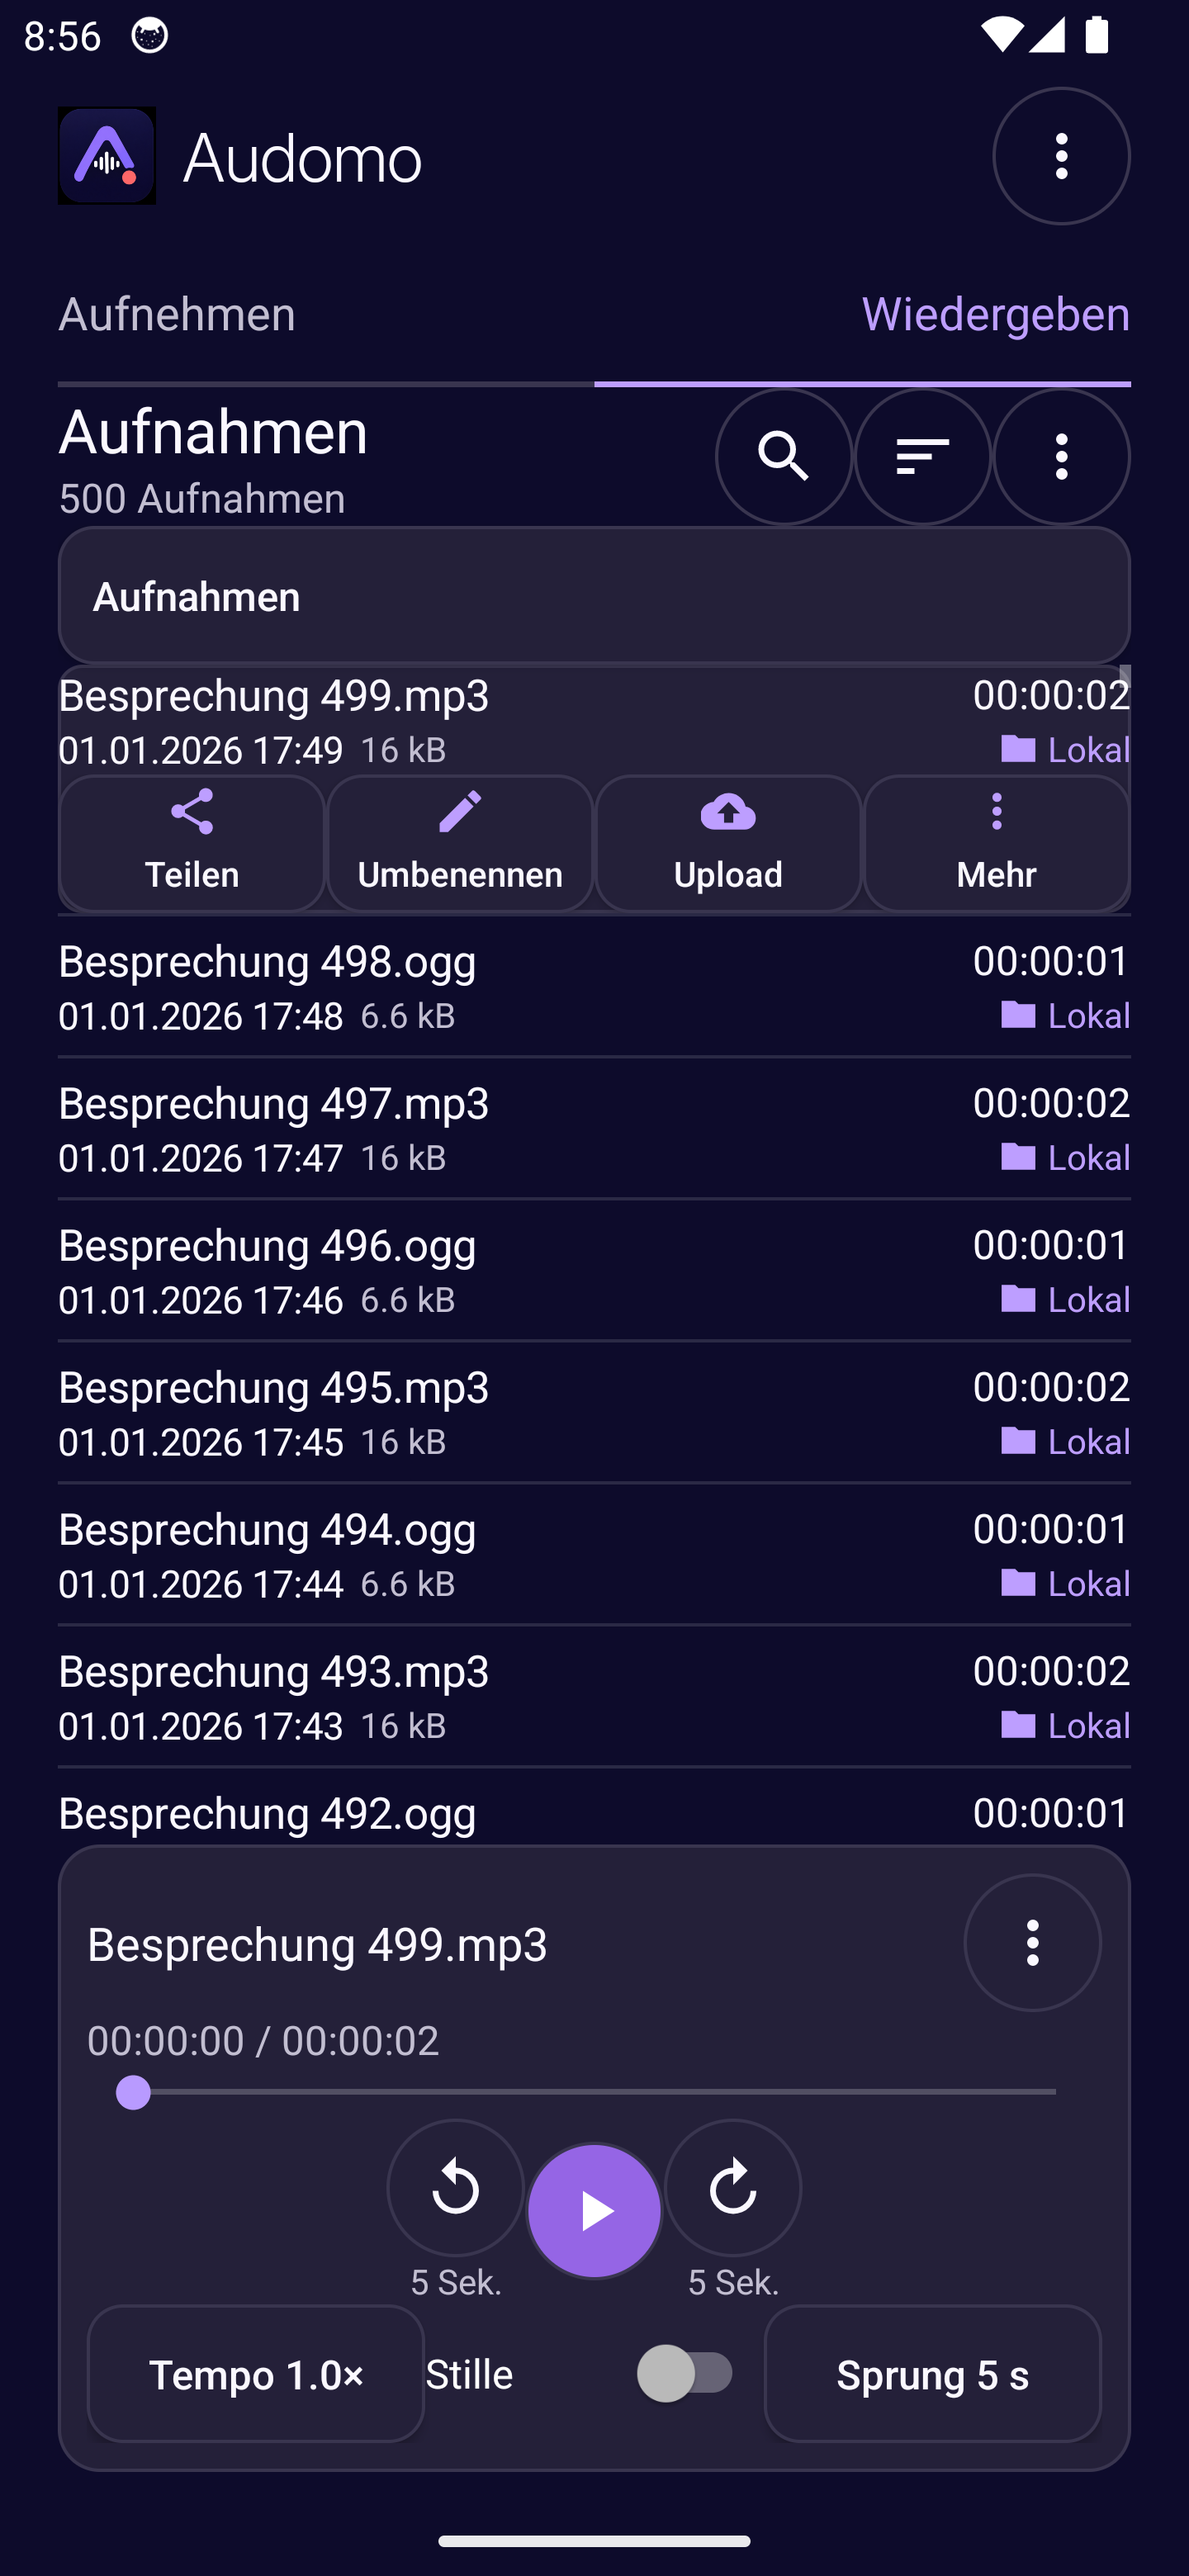 8:56
Audomo
Aufnehmen Wiedergeben
Aufnahmen
500 Aufnahmen
Aufnahmen
Besprechung 499.mp3 00:00:02
01.01.2026 17:49 16 kB Lokal
Teilen Umbenennen Upload Mehr
Besprechung 498.ogg 00:00:01
01.01.2026 17:48 6.6 kB Lokal
Besprechung 497.mp3 00:00:02
01.01.2026 17:47 16 kB Lokal
Besprechung 496.ogg 00:00:01
01.01.2026 17:46 6.6 kB Lokal
Besprechung 495.mp3 00:00:02
01.01.2026 17:45 16 kB Lokal
Besprechung 494.ogg 00:00:01
01.01.2026 17:44 6.6 kB Lokal
Besprechung 493.mp3 00:00:02
01.01.2026 17:43 16 kB Lokal
Besprechung 492.ogg 00:00:01
Besprechung 499.mp3
00:00:00 / 00:00:02
5 Sek. 5 Sek.
Tempo 1.0× Stille Sprung 5 s